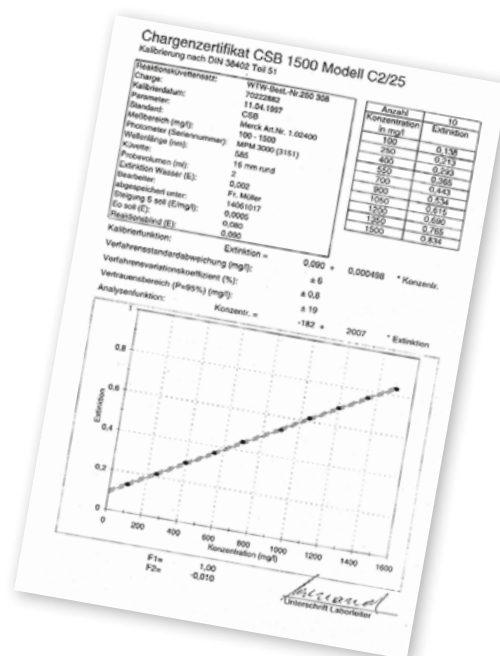 Chargenzertifikat CSB 1500 Modell C2/25
Kalibrierung nach DIN 38402 Teil 51
Reaktionsküvettensatz: WTW-Best.-Nr.250 308
Charge: 70222882
Kalibrierdatum: 11.04.1997
Parameter: CSB
Standard: Merck Art.Nr. 1.02400
Meßbereich (mg/l): 100 - 1500
Photometer (Seriennummer): MPM 3000 (3151)
Wellenlänge (nm): 585
Küvette: 16 mm rund
Probevolumen (ml): 2
Extinktion Wasser (E): 0,002
Bearbeiter: Fr. Müller
abgespeichert unter: 14061017
Steigung S soll (E/mg/l): 0,0005
Eo soll (E): 0,080
Reaktionsblind (E): 0,090
Anzahl 10
Konzentration in mg/l Extinktion
100 0,138
250 0,213
400 0,293
550 0,365
700 0,443
900 0,534
1050 0,615
1200 0,690
1350 0,765
1500 0,834
Kalibrierfunktion: Extinktion = 0,090 + 0,000498 * Konzentr.
Verfahrensstandardabweichung (mg/l): ± 6
Verfahrensvariationskoeffizient (%): ± 0,8
Vertrauensbereich (P=95%) (mg/l): ± 19
Analysenfunktion: Konzentr. = -182 + 2007 * Extinktion
1
0,8
0,6
0,4
0,2
0
Extinktion
0 200 400 600 800 1000 1200 1400 1600
Konzentration (mg/l)
F1= 1,00
F2= -0,010
Unterschrift Laborleiter